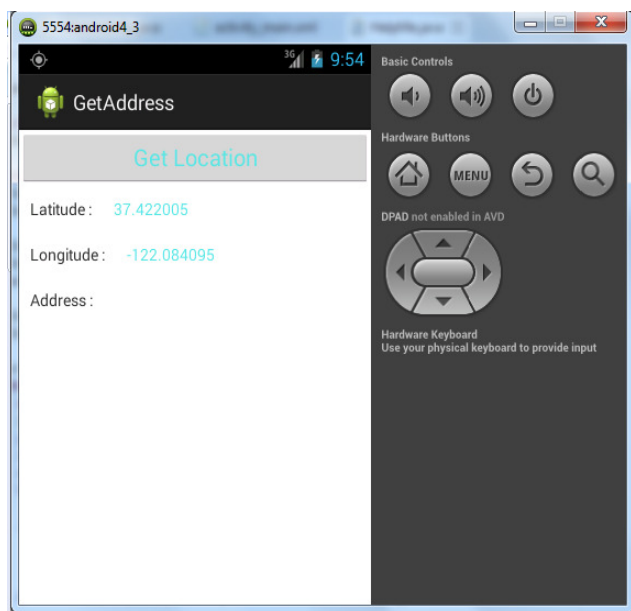 5554:android4_3
3G 9:54
GetAddress
Get Location
Latitude : 37.422005
Longitude : -122.084095
Address :
Basic Controls
Hardware Buttons
MENU
DPAD not enabled in AVD
Hardware Keyboard
Use your physical keyboard to provide input